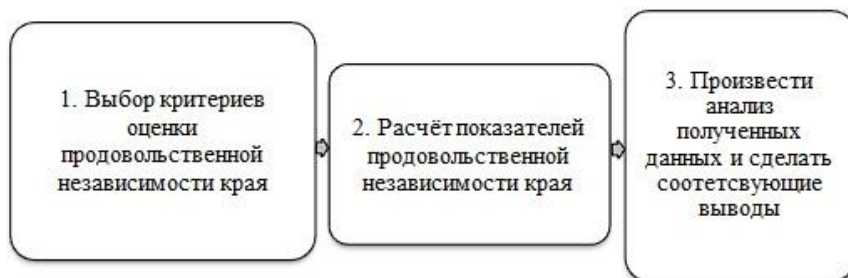 1. Выбор критериев
оценки
продовольственной
независимости края
2. Расчёт показателей
продовольственной
независимости края
3. Произвести
анализ
полученных
данных и сделать
соотетсвующие
выводы